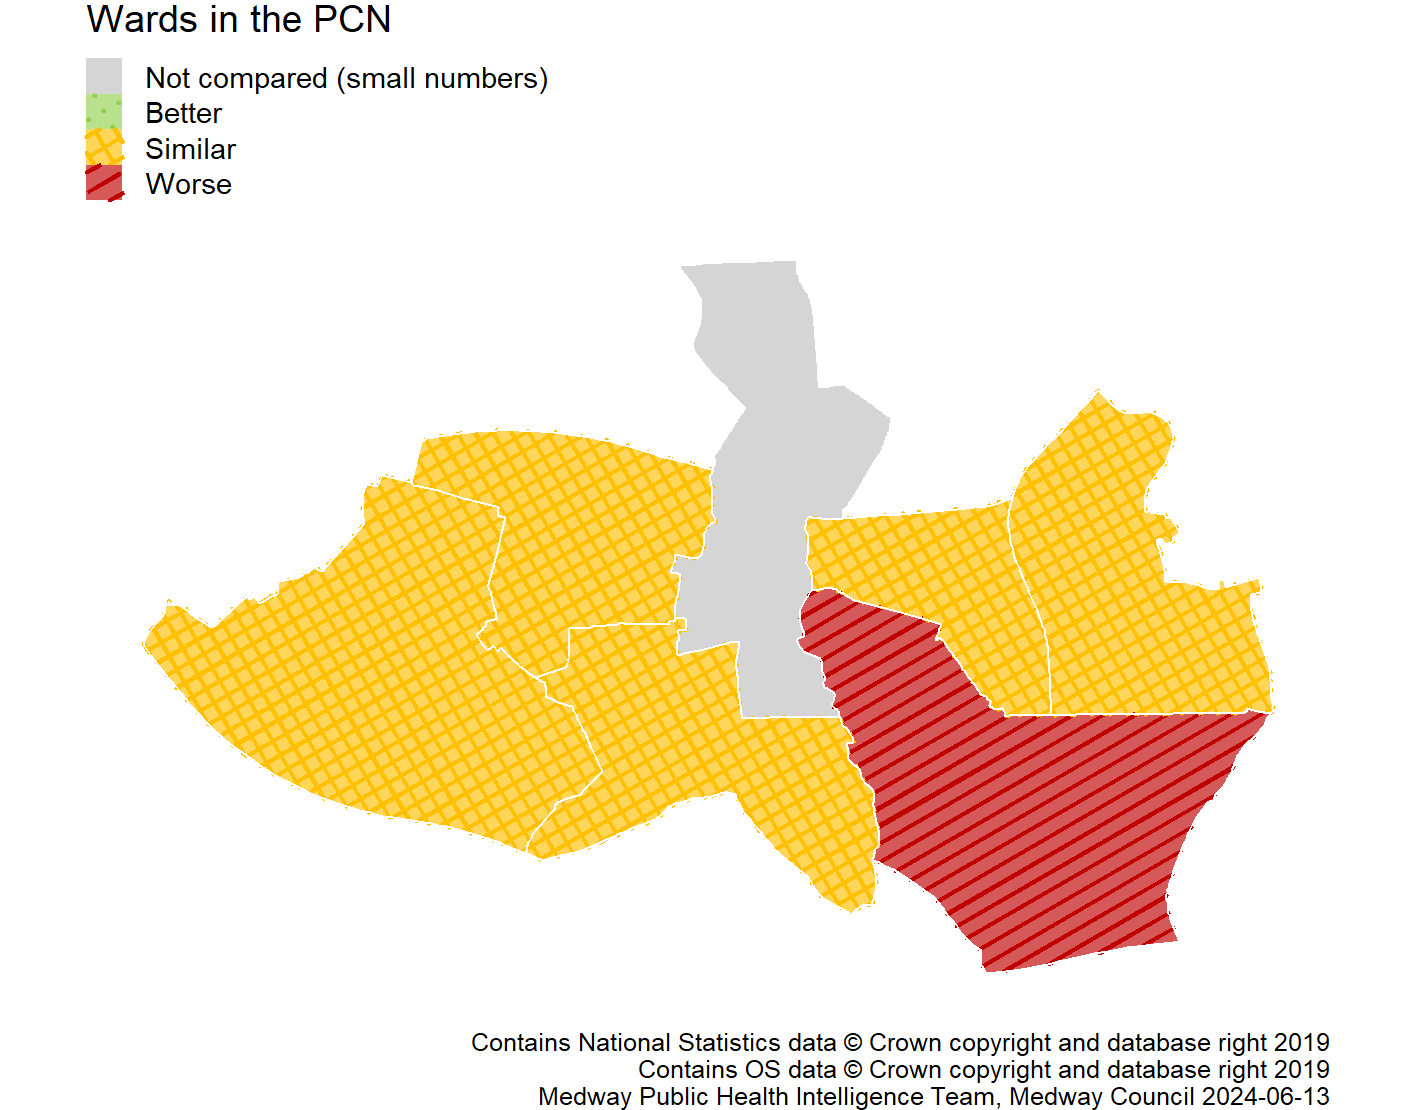 Wards in the PCN
Not compared (small numbers)
Better
Similar
Worse
Contains National Statistics data © Crown copyright and database right 2019
Contains OS data © Crown copyright and database right 2019
Medway Public Health Intelligence Team, Medway Council 2024-06-13